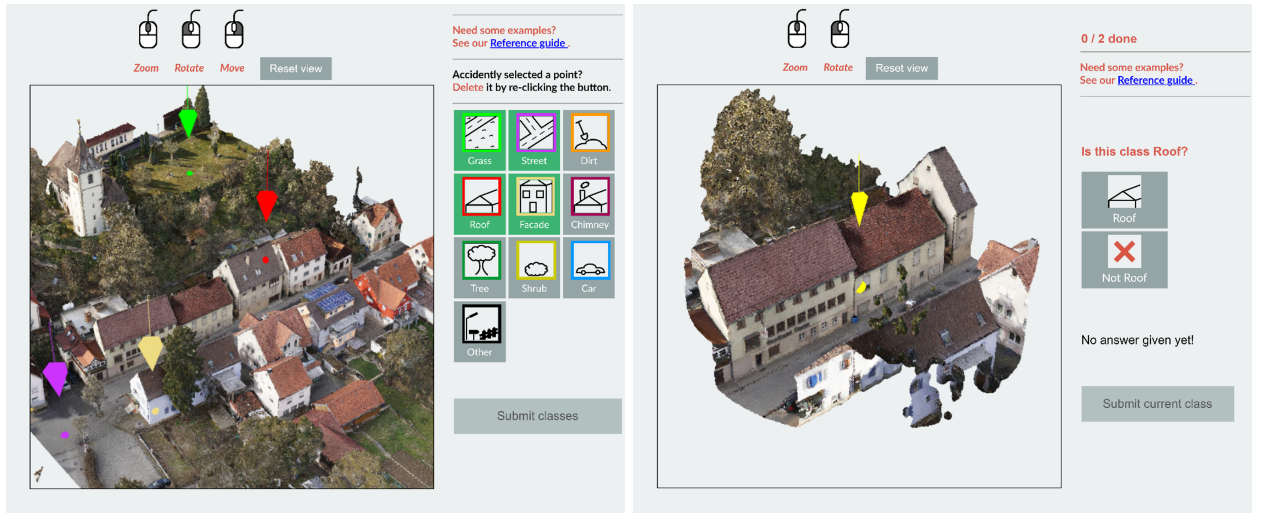 Zoom
Rotate
Move
Reset view
Need some examples?
See our Reference guide .
Accidently selected a point?
Delete it by re-clicking the button.
Grass
Street
Dirt
Roof
Facade
Chimney
Tree
Shrub
Car
Other
Submit classes
Zoom
Rotate
Reset view
0 / 2 done
Need some examples?
See our Reference guide .
Is this class Roof?
Roof
Not Roof
No answer given yet!
Submit current class